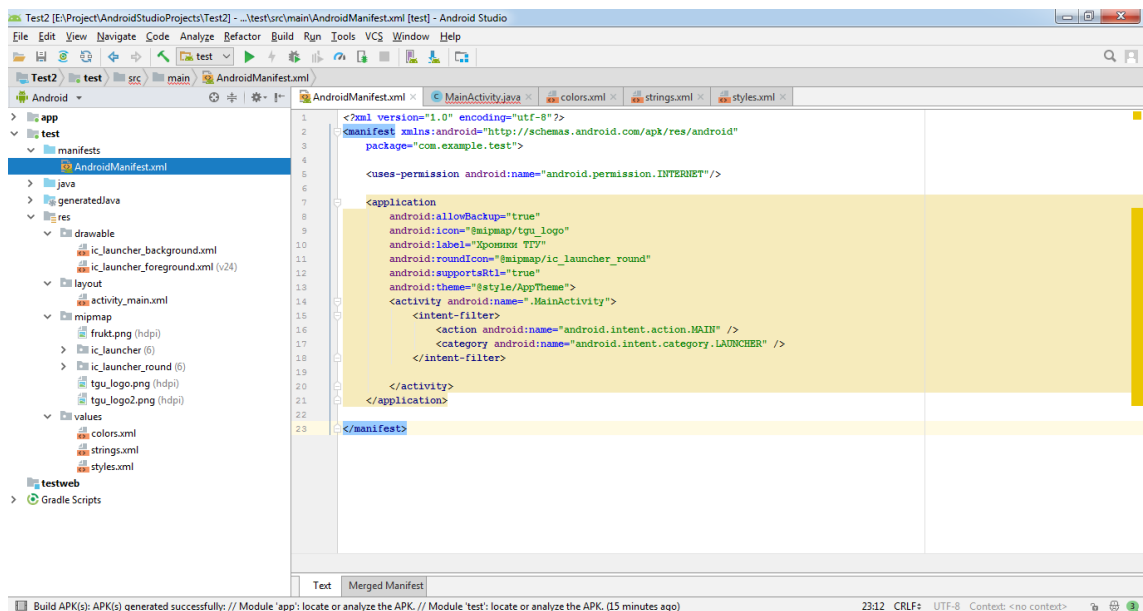 Test2 [E:\Project\AndroidStudioProjects\Test2] - ...\test\src\main\AndroidManifest.xml [test] - Android Studio
File Edit View Navigate Code Analyze Refactor Build Run Tools VCS Window Help
test
Test2 test src main AndroidManifest.xml
Android
AndroidManifest.xml MainActivity.java colors.xml strings.xml styles.xml
app
test
manifests
AndroidManifest.xml
java
generatedJava
res
drawable
ic_launcher_background.xml
ic_launcher_foreground.xml (v24)
layout
activity_main.xml
mipmap
frukt.png (hdpi)
ic_launcher (6)
ic_launcher_round (6)
tgu_logo.png (hdpi)
tgu_logo2.png (hdpi)
values
colors.xml
strings.xml
styles.xml
testweb
Gradle Scripts
1 <?xml version="1.0" encoding="utf-8"?>
2 <manifest xmlns:android="http://schemas.android.com/apk/res/android"
3 package="com.example.test">
4
5 <uses-permission android:name="android.permission.INTERNET"/>
6
7 <application
8 android:allowBackup="true"
9 android:icon="@mipmap/tgu_logo"
10 android:label="Хроники ТГУ"
11 android:roundIcon="@mipmap/ic_launcher_round"
12 android:supportsRtl="true"
13 android:theme="@style/AppTheme">
14 <activity android:name=".MainActivity">
15 <intent-filter>
16 <action android:name="android.intent.action.MAIN" />
17 <category android:name="android.intent.category.LAUNCHER" />
18 </intent-filter>
19
20 </activity>
21 </application>
22
23 </manifest>
Text Merged Manifest
Build APK(s): APK(s) generated successfully: // Module 'app': locate or analyze the APK. // Module 'test': locate or analyze the APK. (15 minutes ago) 23:12 CRLF UTF-8 Context: <no context> 3